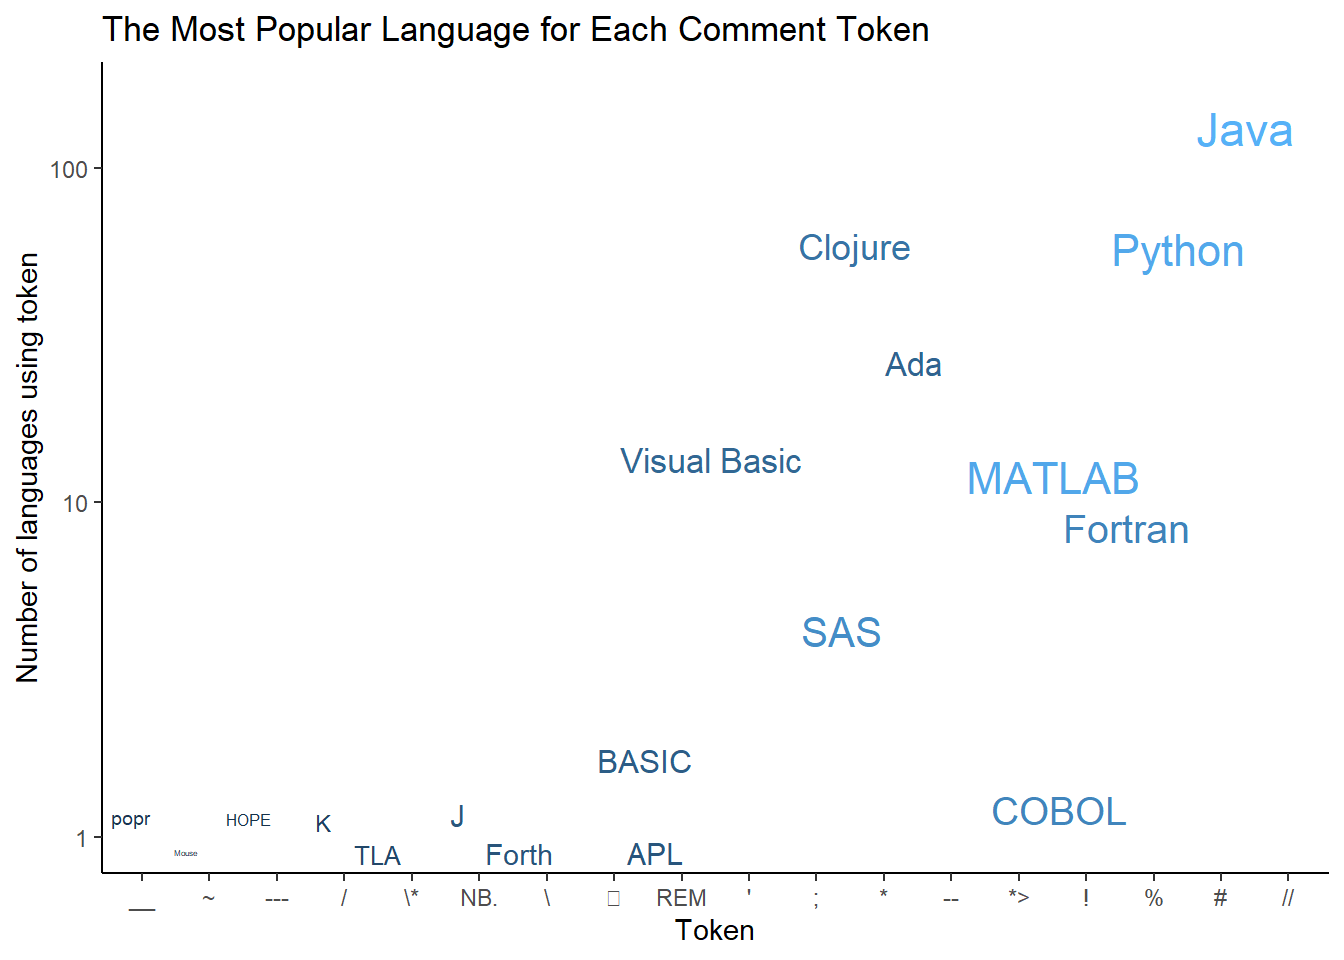 The Most Popular Language for Each Comment Token
Java
100
Clojure
Python
Number of languages using token
Ada
Visual Basic
MATLAB
10
Fortran
SAS
BASIC
COBOL
popr
HOPE
K
J
1
Mouse
TLA
Forth
APL
__ ~ --- / \* NB. \ REM ' ; * -- *> ! % # //
Token